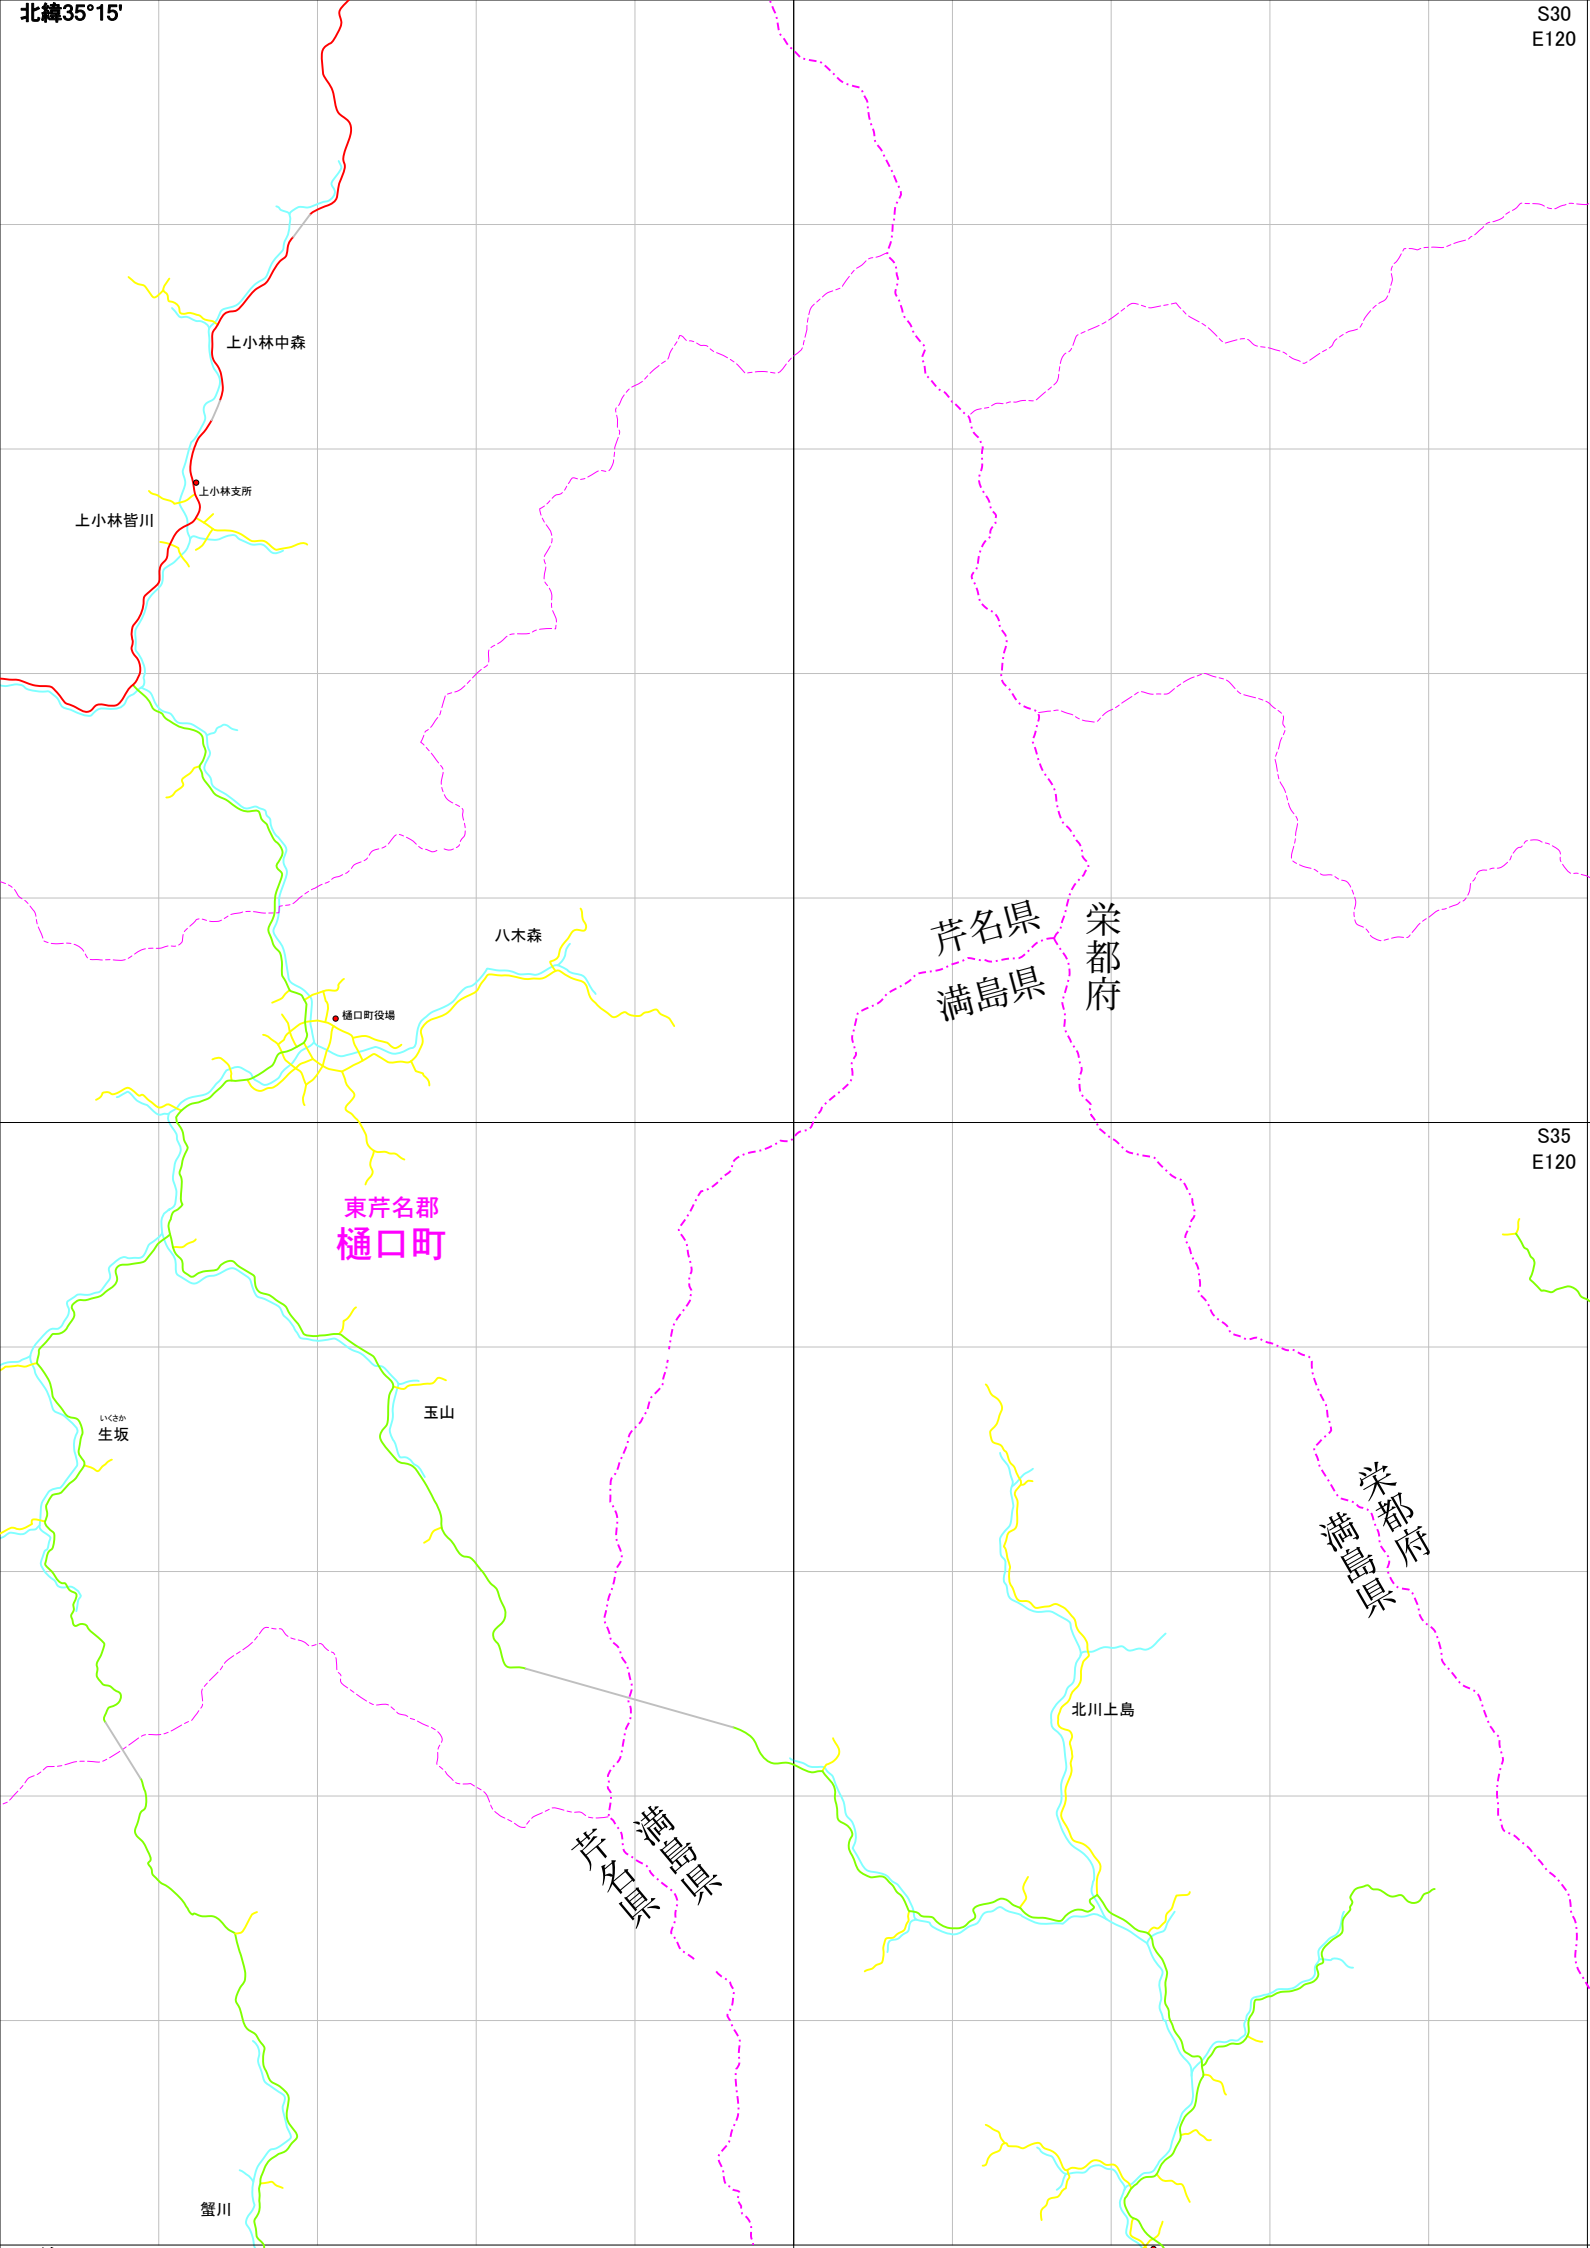 北緯35°15'
S30
E120
上小林中森
上小林支所
上小林皆川
八木森
芹名県
満島県
栄都府
樋口町役場
S35
E120
東芹名郡
樋口町
いくさか
生坂
玉山
栄都府
満島県
北川上島
満島県
芹名県
蟹川